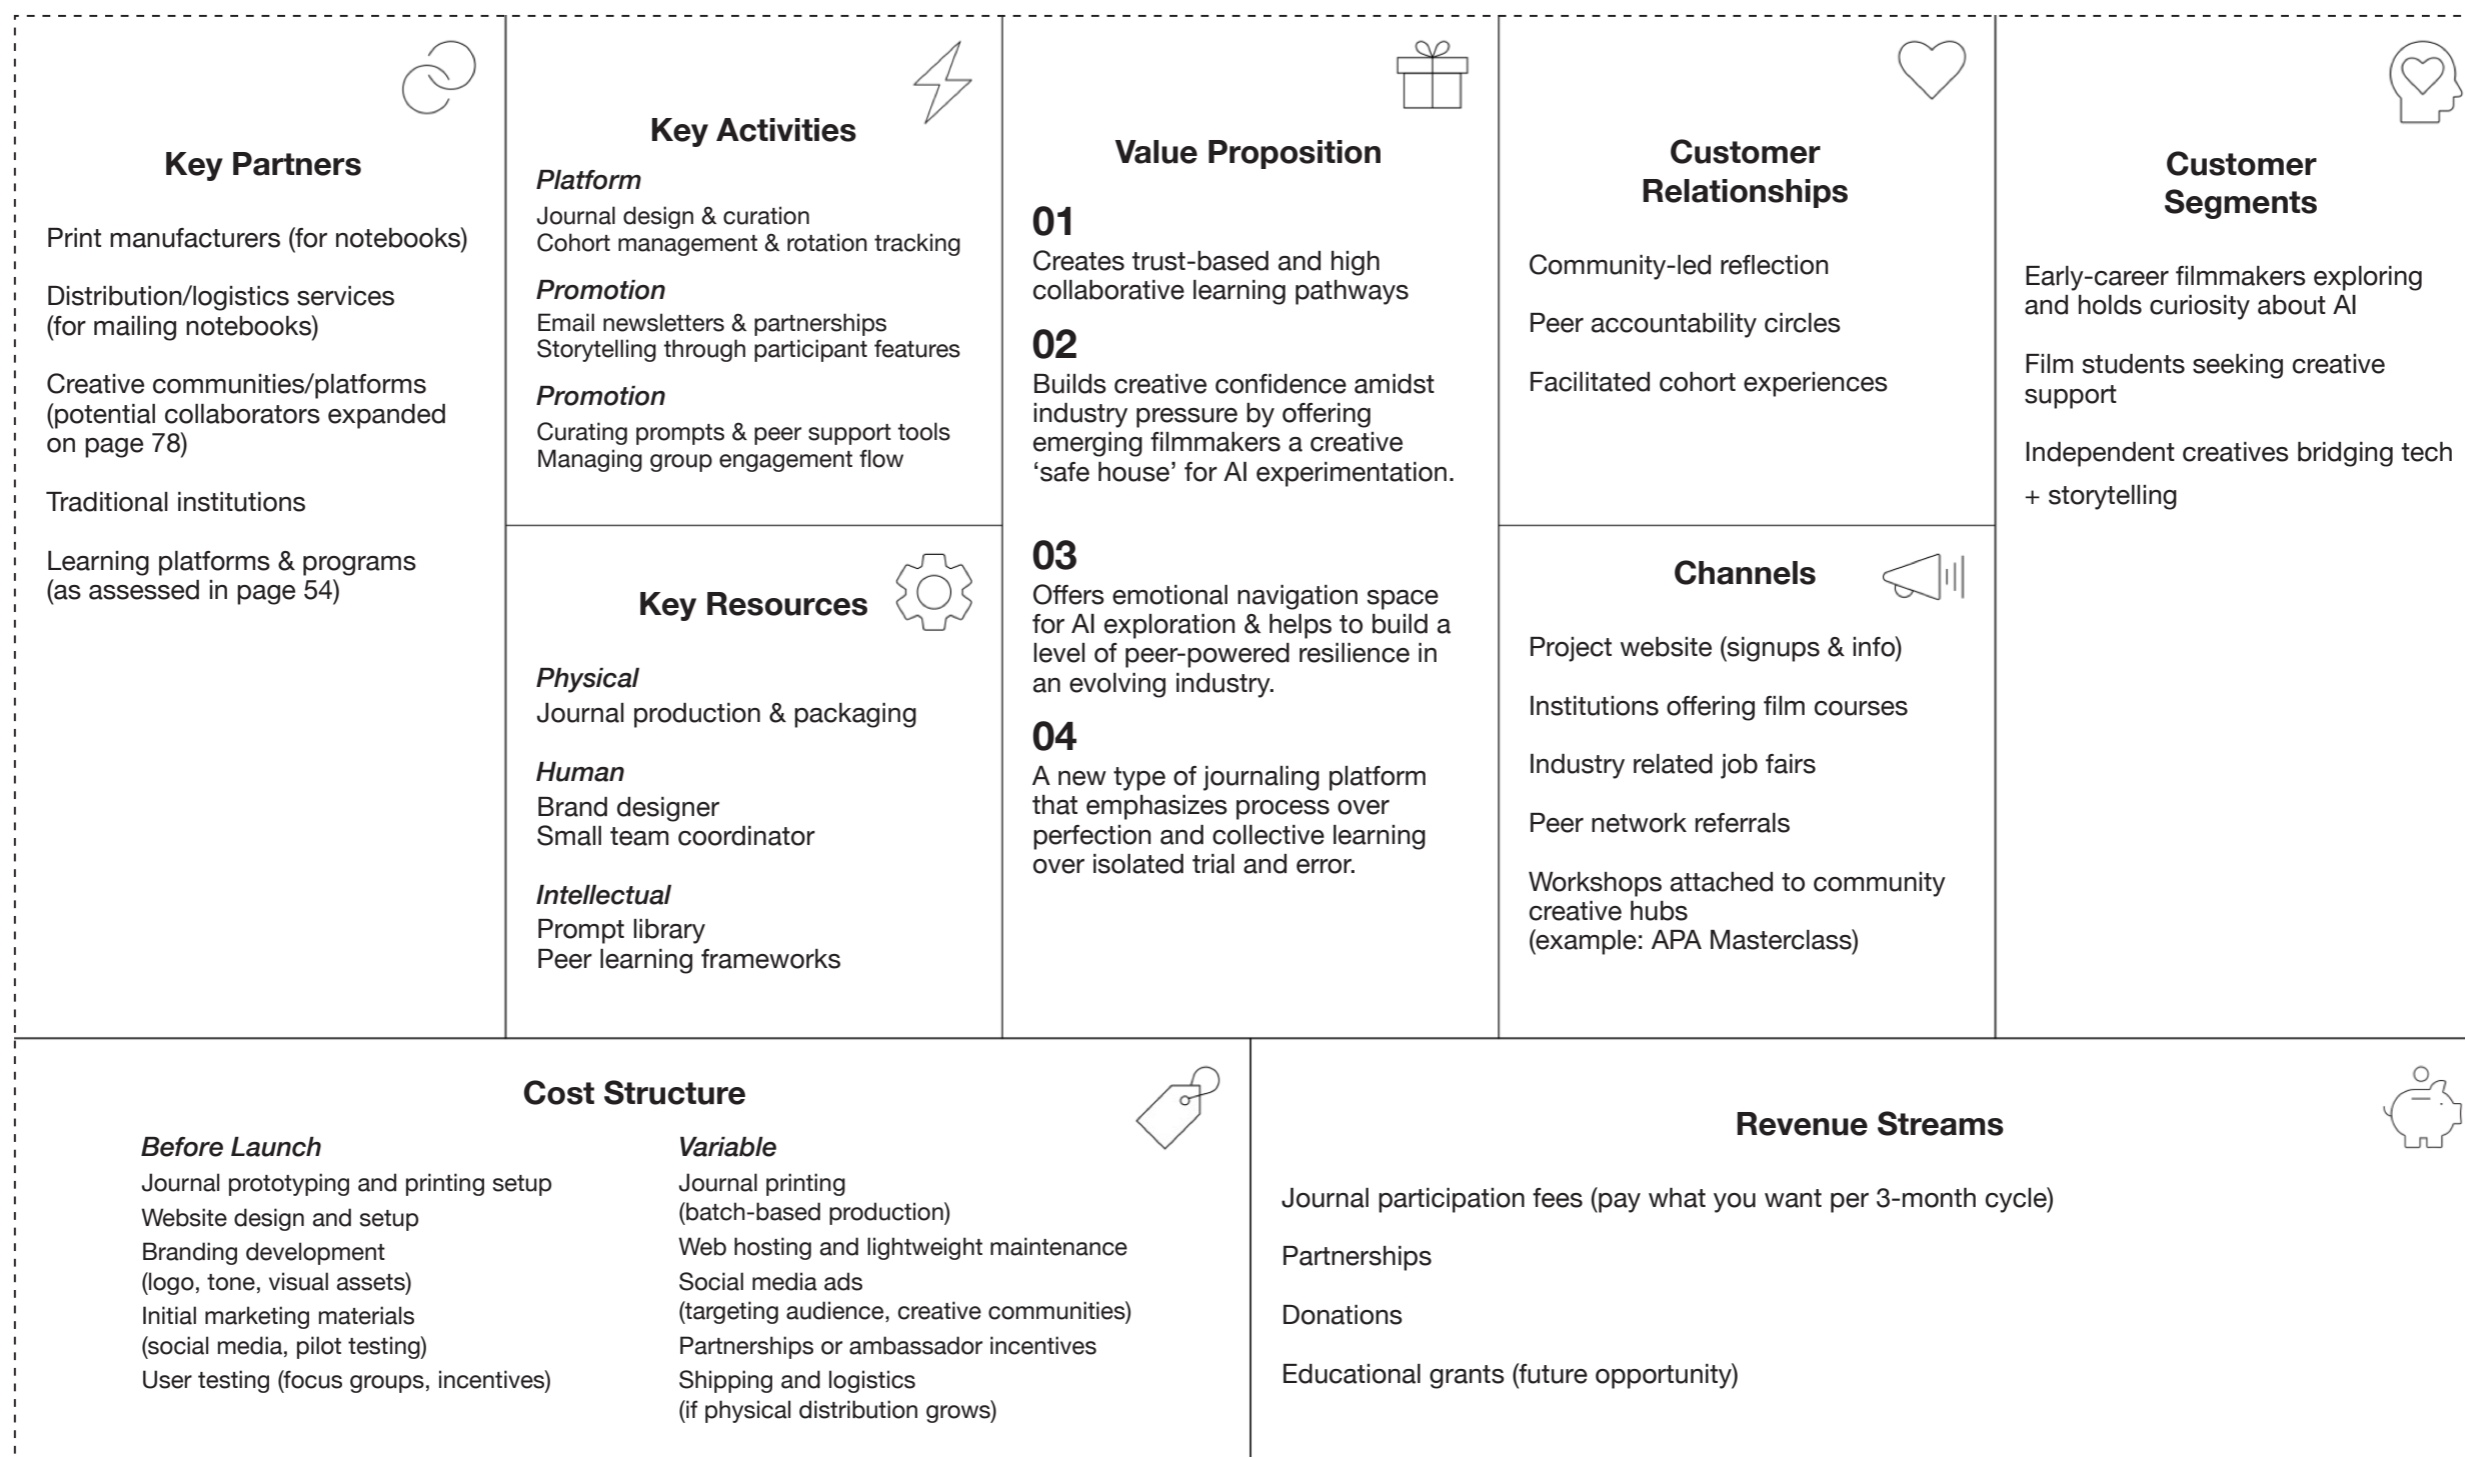 Key Partners
Print manufacturers (for notebooks)
Distribution/logistics services
(for mailing notebooks)
Creative communities/platforms
(potential collaborators expanded
on page 78)
Traditional institutions
Learning platforms & programs
(as assessed in page 54)
Key Activities
Platform
Journal design & curation
Cohort management & rotation tracking
Promotion
Email newsletters & partnerships
Storytelling through participant features
Promotion
Curating prompts & peer support tools
Managing group engagement flow
Key Resources
Physical
Journal production & packaging
Human
Brand designer
Small team coordinator
Intellectual
Prompt library
Peer learning frameworks
Value Proposition
01
Creates trust-based and high
collaborative learning pathways
02
Builds creative confidence amidst
industry pressure by offering
emerging filmmakers a creative
‘safe house’ for AI experimentation.
03
Offers emotional navigation space
for AI exploration & helps to build a
level of peer-powered resilience in
an evolving industry.
04
A new type of journaling platform
that emphasizes process over
perfection and collective learning
over isolated trial and error.
Customer
Relationships
Community-led reflection
Peer accountability circles
Facilitated cohort experiences
Channels
Project website (signups & info)
Institutions offering film courses
Industry related job fairs
Peer network referrals
Workshops attached to community
creative hubs
(example: APA Masterclass)
Customer
Segments
Early-career filmmakers exploring
and holds curiosity about AI
Film students seeking creative
support
Independent creatives bridging tech
+ storytelling
Cost Structure
Before Launch
Journal prototyping and printing setup
Website design and setup
Branding development
(logo, tone, visual assets)
Initial marketing materials
(social media, pilot testing)
User testing (focus groups, incentives)
Variable
Journal printing
(batch-based production)
Web hosting and lightweight maintenance
Social media ads
(targeting audience, creative communities)
Partnerships or ambassador incentives
Shipping and logistics
(if physical distribution grows)
Revenue Streams
Journal participation fees (pay what you want per 3-month cycle)
Partnerships
Donations
Educational grants (future opportunity)